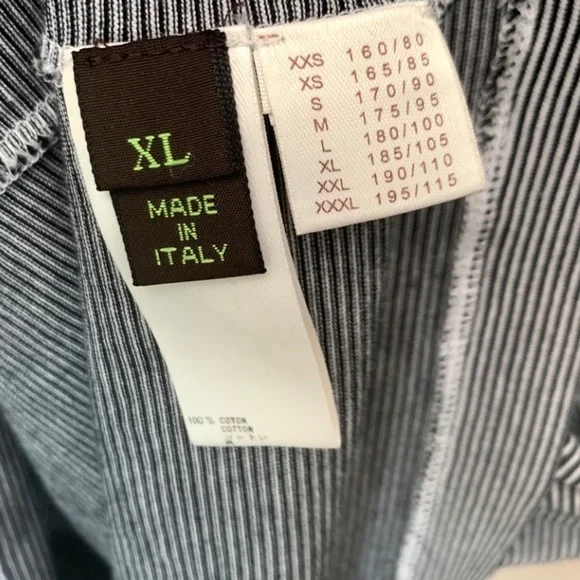 XL
MADE
IN
ITALY
XXS 160/80
XS 165/85
S 170/90
M 175/95
L 180/100
XL 185/105
XXL 190/110
XXXL 195/115
100 % COTON
COTTON